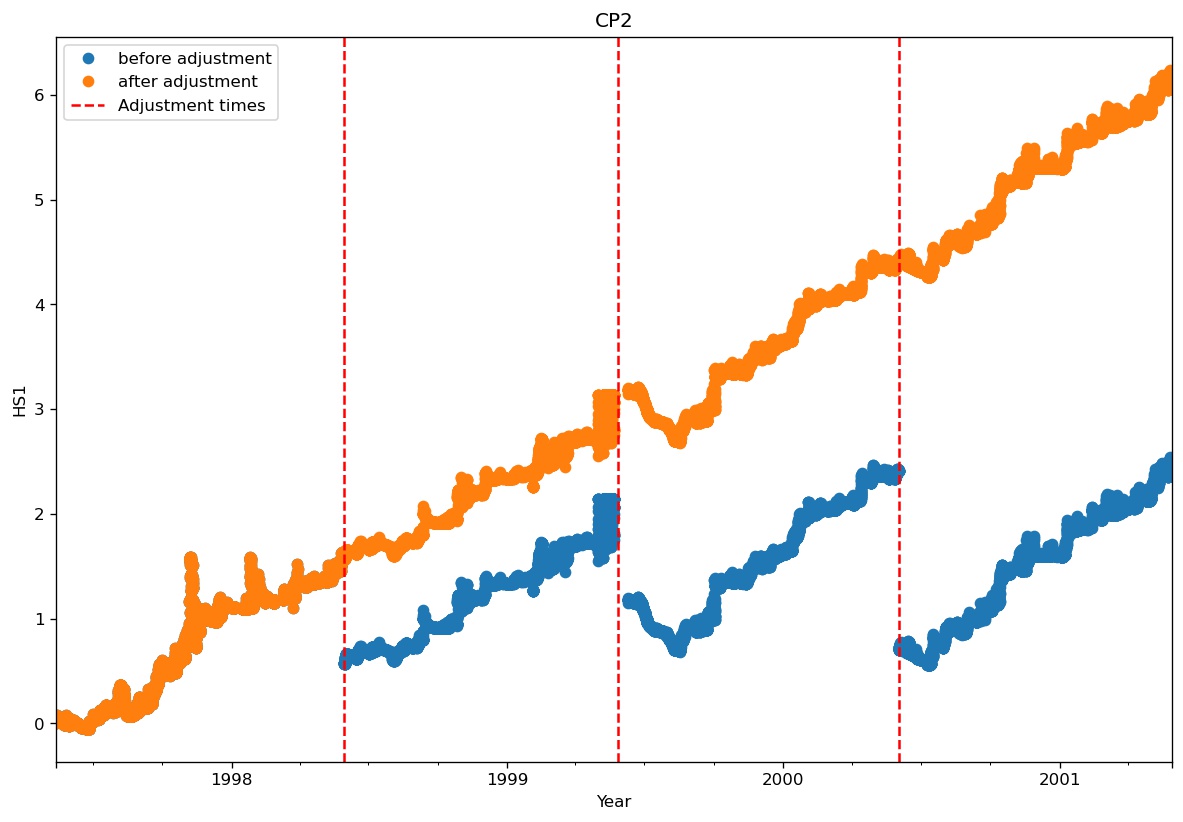 CP2
before adjustment
after adjustment
Adjustment times
HS1
6
5
4
3
2
1
0
1998 1999 2000 2001
Year